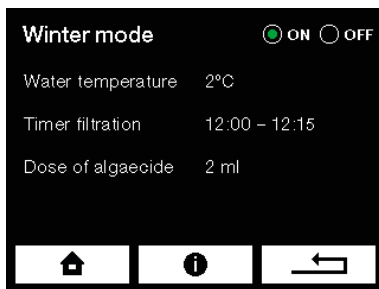 Winter mode ON OFF
Water temperature 2°C
Timer filtration 12:00 – 12:15
Dose of algaecide 2 ml